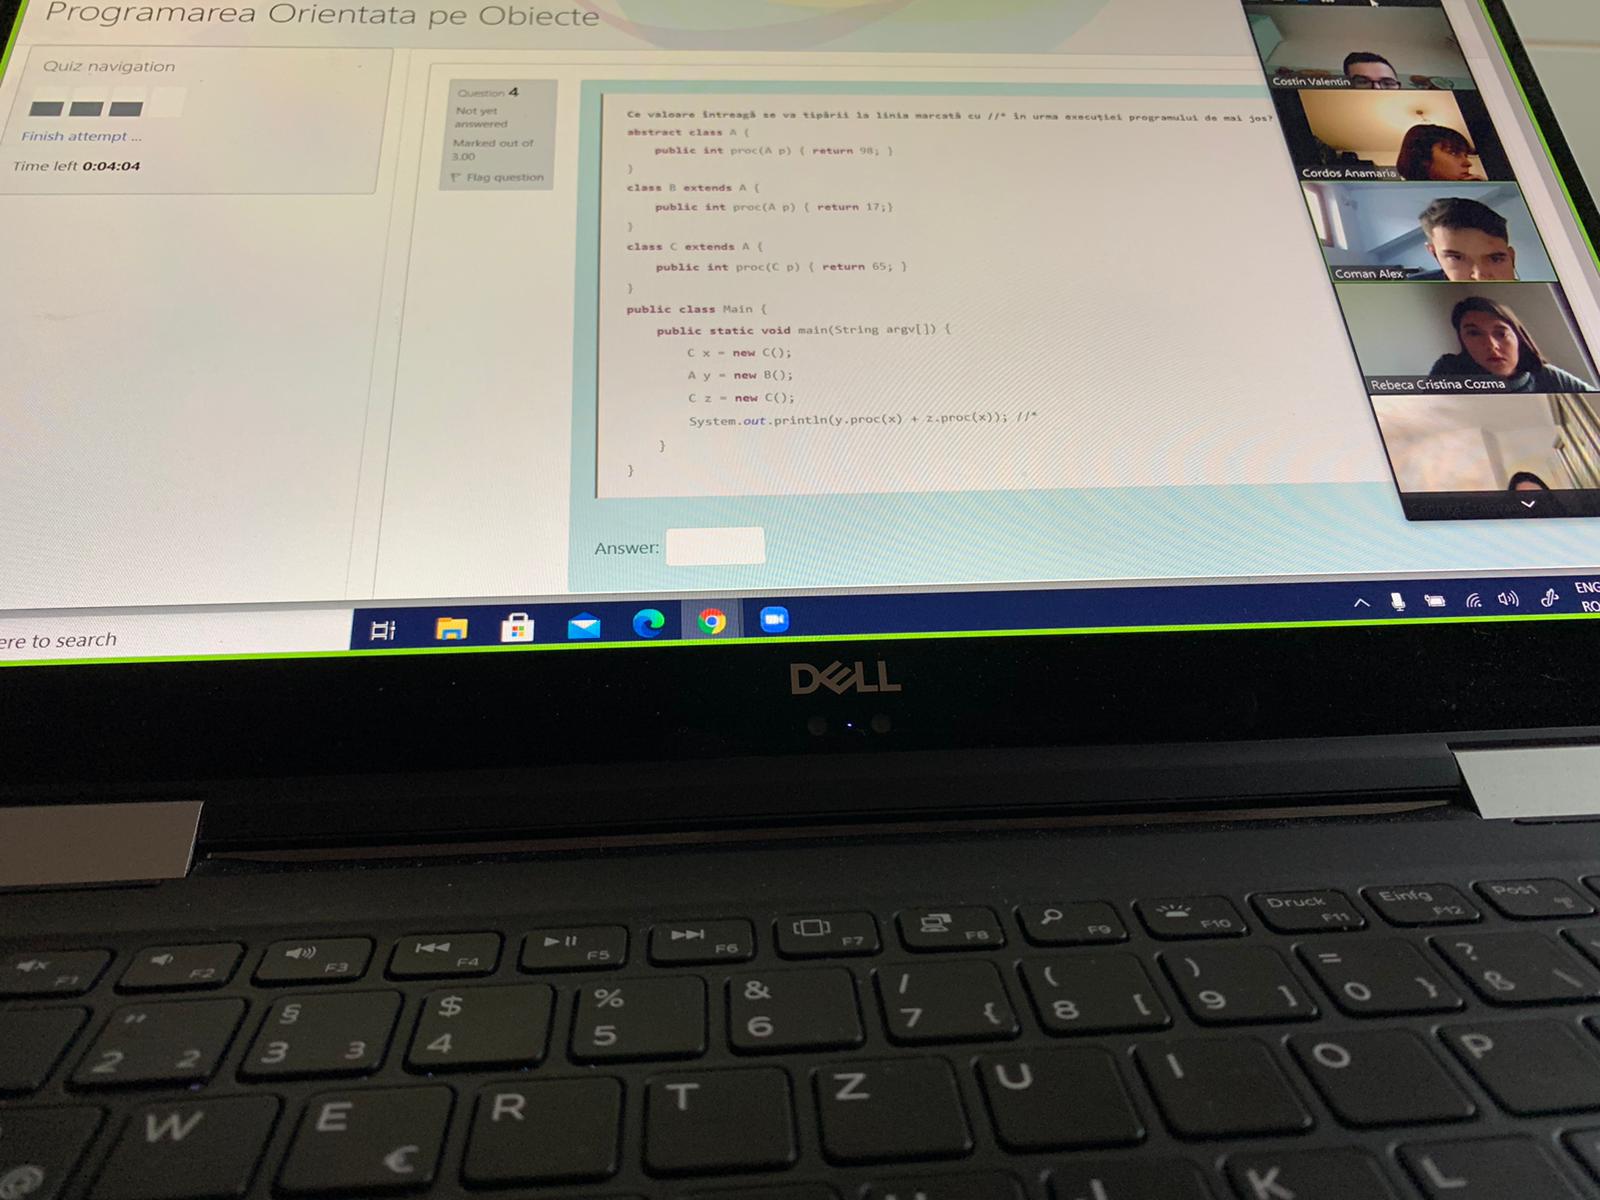 Programarea Orientata pe Obiecte
Quiz navigation
Finish attempt ...
Time left 0:04:04
Question 4
Not yet
answered
Marked out of
3.00
Flag question
Ce valoare întreagă se va tipării la linia marcată cu //* in urma execuției programului de mai jos?
abstract class A {
public int proc(A p) { return 98; }
}
class B extends A {
public int proc(A p) { return 17;}
}
class C extends A {
public int proc(C p) { return 65; }
}
public class Main {
public static void main(String argv[]) {
C x = new C();
A y = new B();
C z = new C();
System.out.println(y.proc(x) + z.proc(x)); //*
}
}
Answer:
Costin Valentin
Cordos Anamaria
Coman Alex
Rebeca Cristina Cozma
ere to search
ENG
RO
DELL
F1 F2 F3 F4 F5 F6 F7 F8 F9 F10 Druck F11 Einfg F12 Pos1
" 2 2 § 3 3 $ 4 % 5 & 6 / 7 { ( 8 [ ) 9 ] = 0 } ? ß \
W E € R T Z U I O P
K L